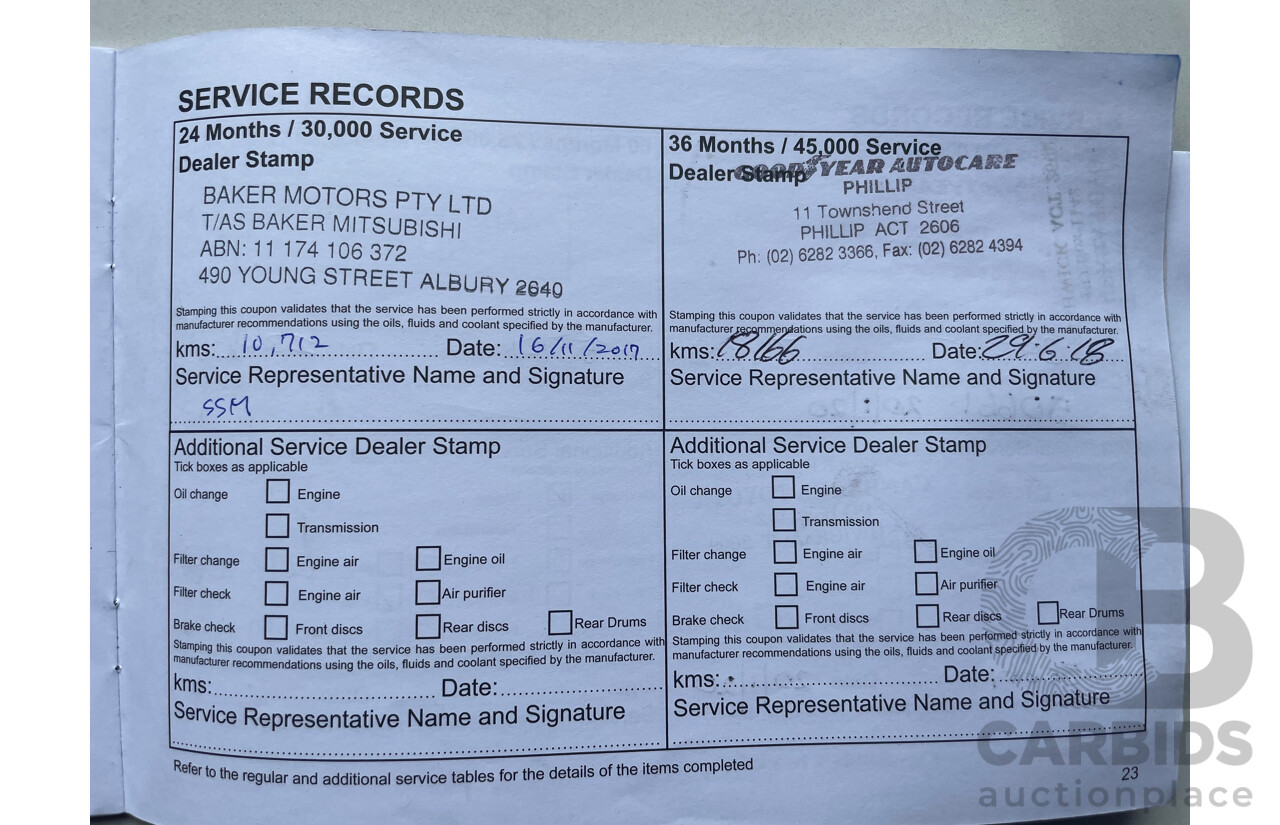 SERVICE RECORDS
24 Months / 30,000 Service
Dealer Stamp
BAKER MOTORS PTY LTD
T/AS BAKER MITSUBISHI
ABN: 11 174 106 372
490 YOUNG STREET ALBURY 2640
Stamping this coupon validates that the service has been performed strictly in accordance with
manufacturer recommendations using the oils, fluids and coolant specified by the manufacturer.
kms: 10,712 Date: 16/11/2017
Service Representative Name and Signature
SSM
36 Months / 45,000 Service
Dealer Stamp
GOODYEAR AUTOCARE
PHILLIP
11 Townshend Street
PHILLIP ACT 2606
Ph: (02) 6282 3366, Fax: (02) 6282 4394
Stamping this coupon validates that the service has been performed strictly in accordance with
manufacturer recommendations using the oils, fluids and coolant specified by the manufacturer.
kms: 18166 Date: 29.6.18
Service Representative Name and Signature
Additional Service Dealer Stamp
Tick boxes as applicable
Oil change Engine
Transmission
Filter change Engine air Engine oil
Filter check Engine air Air purifier
Brake check Front discs Rear discs Rear Drums
Stamping this coupon validates that the service has been performed strictly in accordance with
manufacturer recommendations using the oils, fluids and coolant specified by the manufacturer.
kms: Date:
Service Representative Name and Signature
Additional Service Dealer Stamp
Tick boxes as applicable
Oil change Engine
Transmission
Filter change Engine air Engine oil
Filter check Engine air Air purifier
Brake check Front discs Rear discs Rear Drums
Stamping this coupon validates that the service has been performed strictly in accordance with
manufacturer recommendations using the oils, fluids and coolant specified by the manufacturer.
kms: Date:
Service Representative Name and Signature
Refer to the regular and additional service tables for the details of the items completed
23
CARBIDS
auctionplace